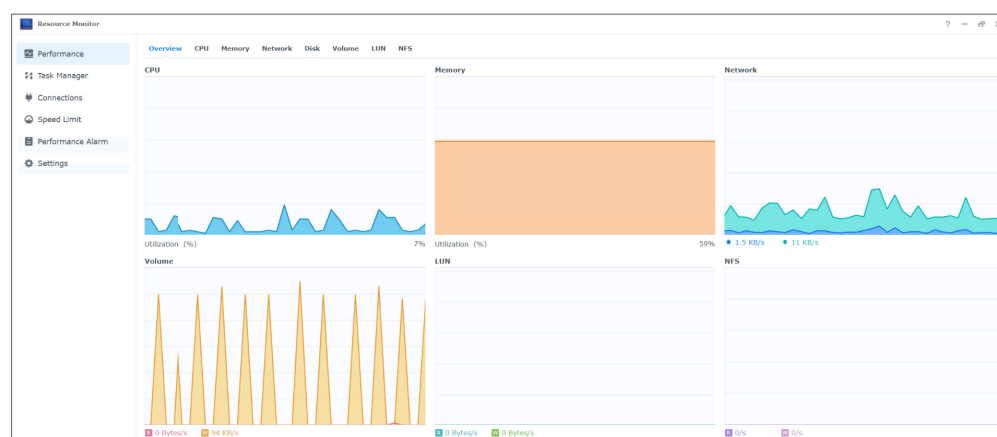 Resource Monitor
?
Performance
Task Manager
Connections
Speed Limit
Performance Alarm
Settings
Overview CPU Memory Network Disk Volume LUN NFS
CPU
Utilization (%) 7%
Memory
Utilization (%) 59%
Network
1.5 KB/s 11 KB/s
Volume
R 0 Bytes/s W 94 KB/s
LUN
R 0 Bytes/s W 0 Bytes/s
NFS
R 0/s W 0/s